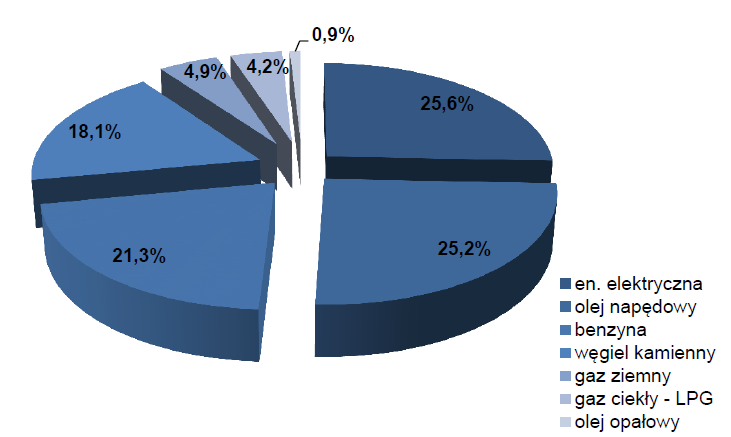 0,9%
4,9%
4,2%
25,6%
18,1%
21,3%
25,2%
en. elektryczna
olej napędowy
benzyna
węgiel kamienny
gaz ziemny
gaz ciekły - LPG
olej opałowy